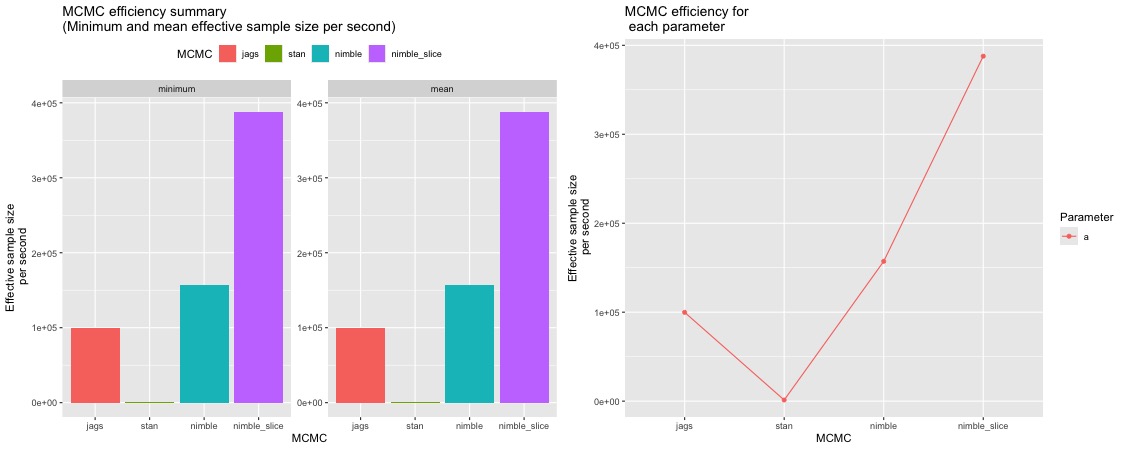 MCMC efficiency summary
(Minimum and mean effective sample size per second)
MCMC jags stan nimble nimble_slice
minimum
mean
4e+05
3e+05
2e+05
1e+05
0e+00
4e+05
3e+05
2e+05
1e+05
0e+00
Effective sample size
per second
jags stan nimble nimble_slice
jags stan nimble nimble_slice
MCMC
MCMC efficiency for
each parameter
4e+05
3e+05
2e+05
1e+05
0e+00
Effective sample size
per second
jags stan nimble nimble_slice
MCMC
Parameter
a